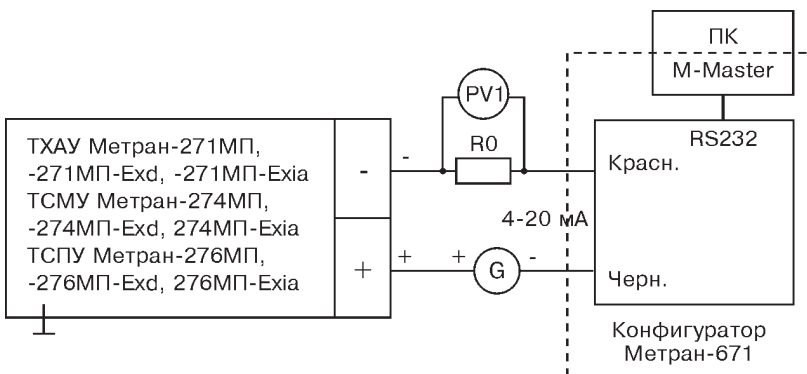 ПК
M-Master
RS232
Красн.
Черн.
Конфигуратор
Метран-671
PV1
R0
4-20 мА
G
ТХАУ Метран-271МП,
-271МП-Exd, -271МП-Exia
ТСМУ Метран-274МП,
-274МП-Exd, 274МП-Exia
ТСПУ Метран-276МП,
-276МП-Exd, 276МП-Exia
-
+
-
+
+
-